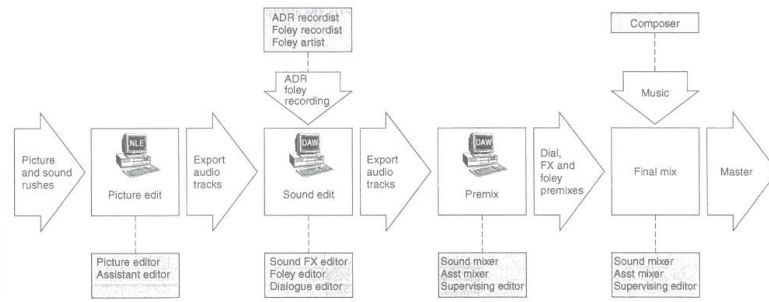 ADR recordist
Foley recordist
Foley artist
Composer
ADR
foley
recording
Music
NLE
DAW
DAW
Picture
and sound
rushes
Picture edit
Export
audio
tracks
Sound edit
Export
audio
tracks
Premix
Dial,
FX and
foley
premixes
Final mix
Master
Picture editor
Assistant editor
Sound FX editor
Foley editor
Dialogue editor
Sound mixer
Asst mixer
Supervising editor
Sound mixer
Asst mixer
Supervising editor